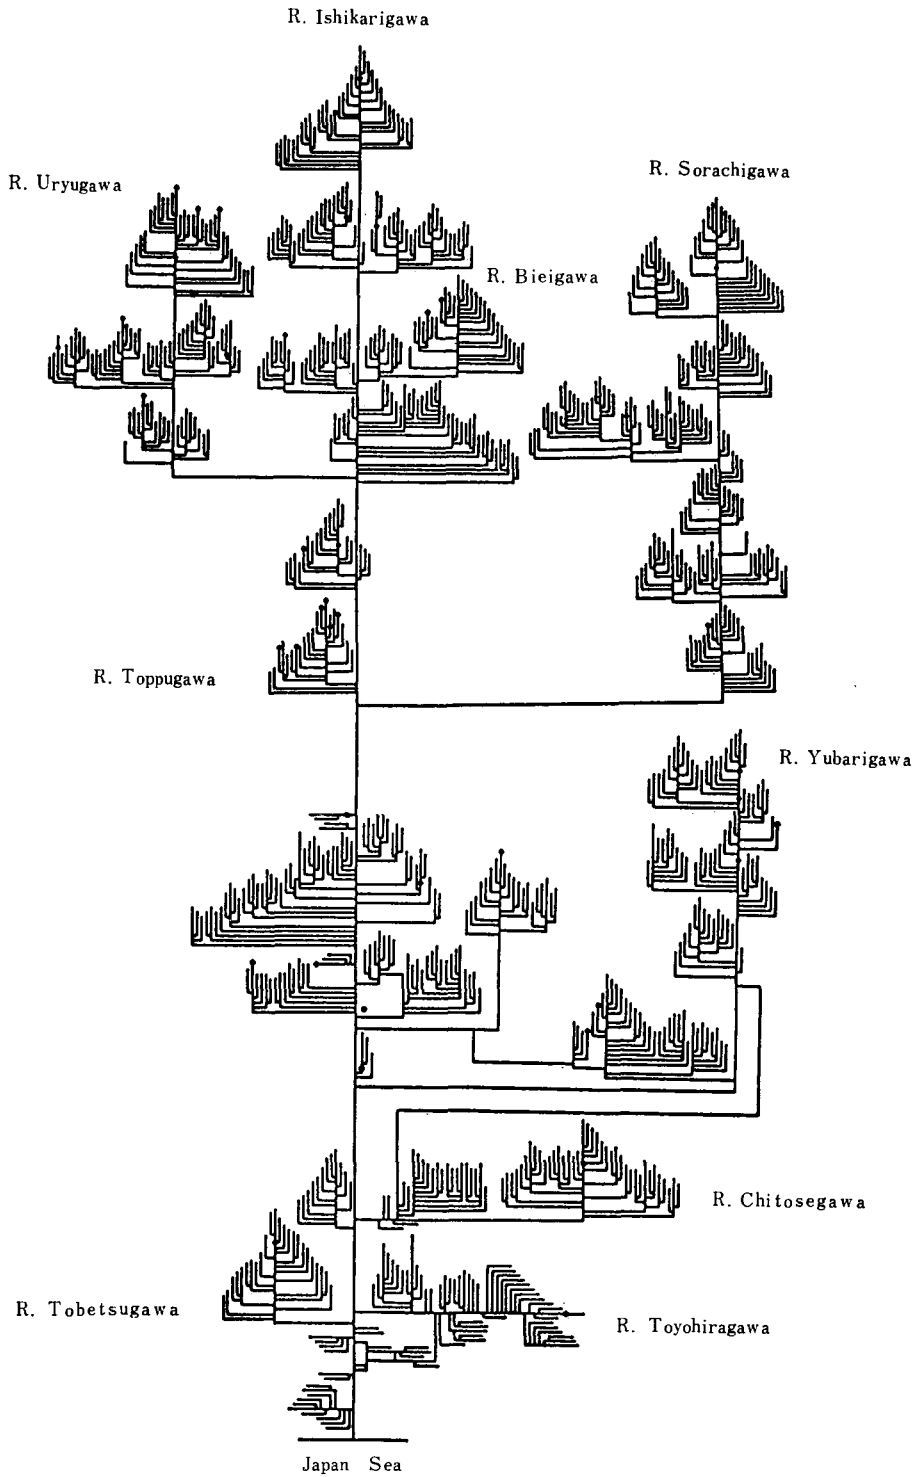 R. Ishikarigawa
R. Uryugawa
R. Sorachigawa
R. Bieigawa
R. Toppugawa
R. Yubarigawa
R. Chitosegawa
R. Tobetsugawa
R. Toyohiragawa
Japan Sea